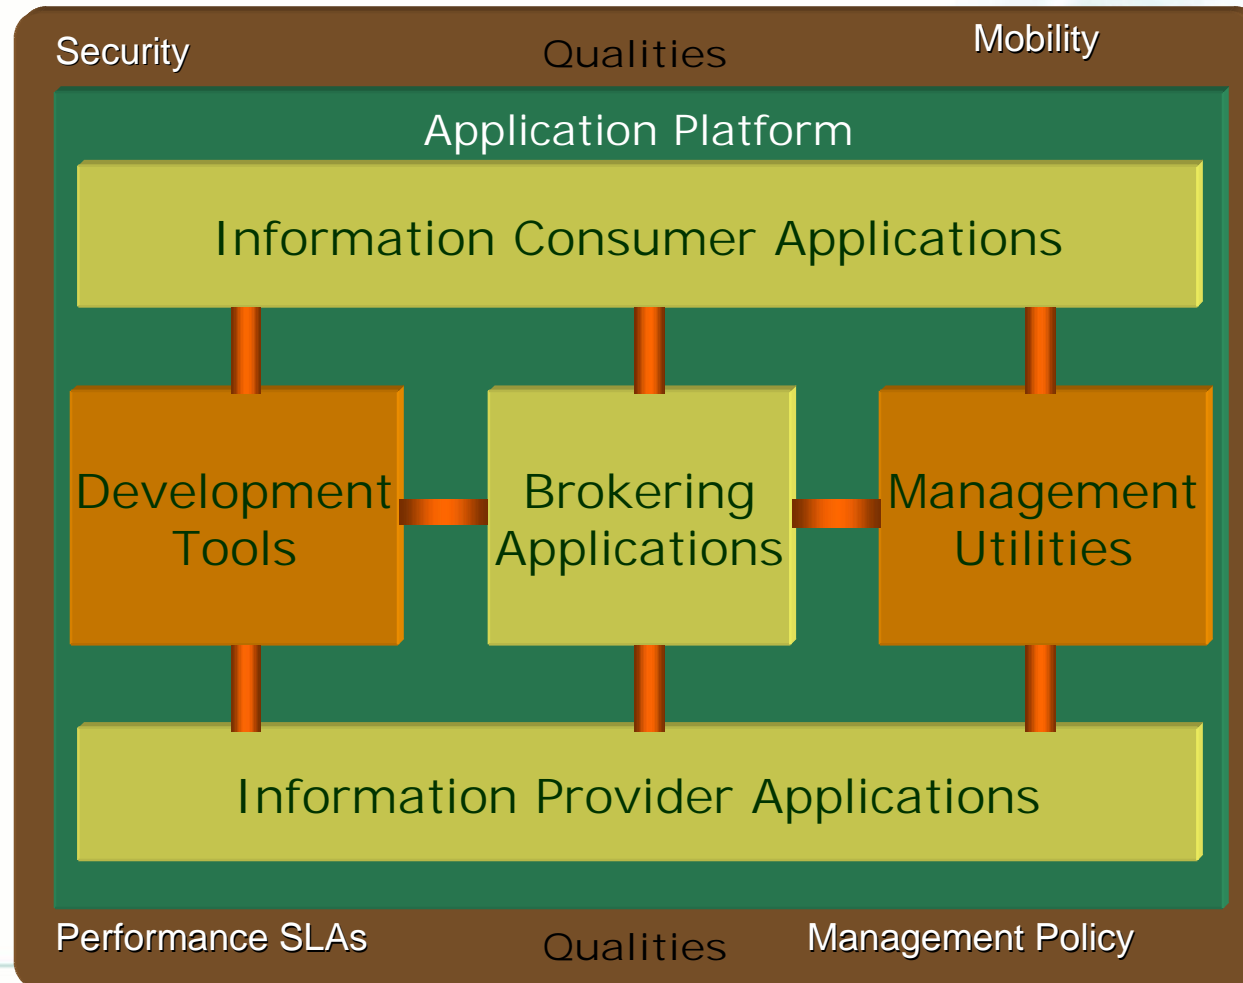 Security
Qualities
Mobility
Application Platform
Information Consumer Applications
Development
Tools
Brokering
Applications
Management
Utilities
Information Provider Applications
Performance SLAs
Qualities
Management Policy